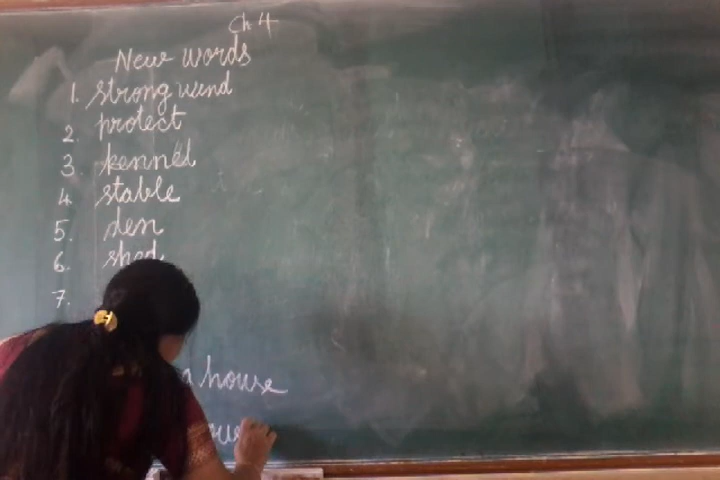 Ch 4
New words
1. strong wind
2. protect
3. kennel
4. stable
5. den
6. shed
7.
house